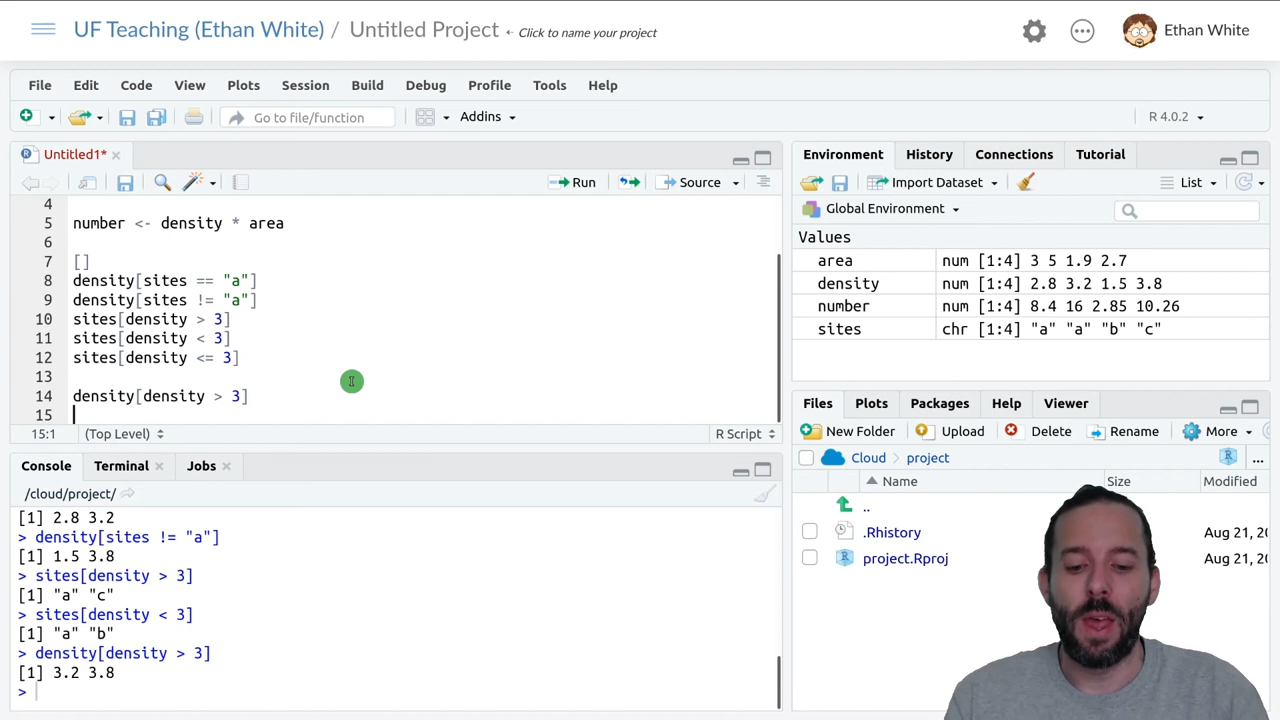 UF Teaching (Ethan White) / Untitled Project Click to name your project Ethan White
File Edit Code View Plots Session Build Debug Profile Tools Help
Go to file/function Addins R 4.0.2
Untitled1*
Run Source
4
5 number <- density * area
6
7 []
8 density[sites == "a"]
9 density[sites != "a"]
10 sites[density > 3]
11 sites[density < 3]
12 sites[density <= 3]
13
14 density[density > 3]
15
15:1 (Top Level) R Script
Console Terminal Jobs
/cloud/project/
[1] 2.8 3.2
> density[sites != "a"]
[1] 1.5 3.8
> sites[density > 3]
[1] "a" "c"
> sites[density < 3]
[1] "a" "b"
> density[density > 3]
[1] 3.2 3.8
>
Environment History Connections Tutorial
Import Dataset List
Global Environment
Values
area num [1:4] 3 5 1.9 2.7
density num [1:4] 2.8 3.2 1.5 3.8
number num [1:4] 8.4 16 2.85 10.26
sites chr [1:4] "a" "a" "b" "c"
Files Plots Packages Help Viewer
New Folder Upload Delete Rename More
Cloud project ...
Name Size Modified
..
.Rhistory Aug 21, 20
project.Rproj Aug 21, 20